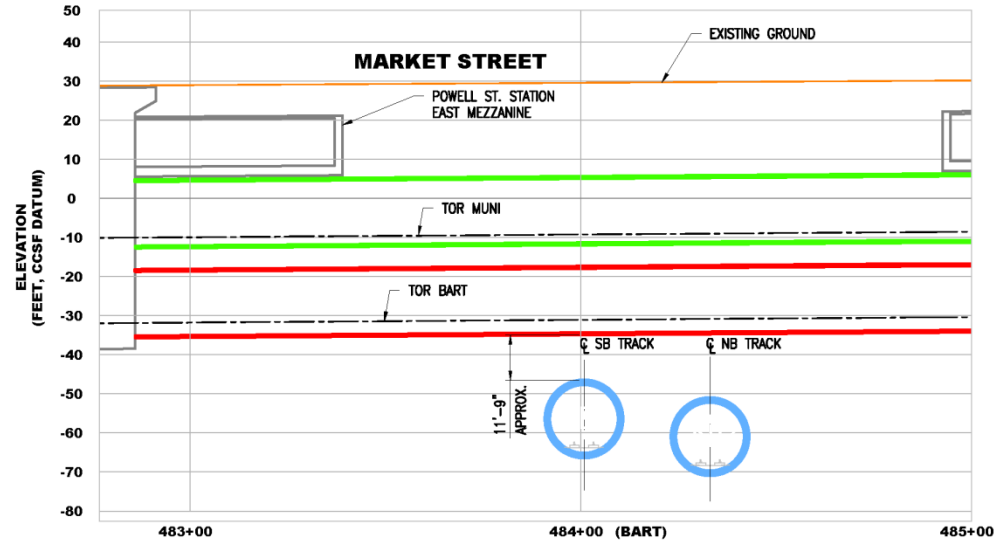 50
40
EXISTING GROUND
MARKET STREET
30
POWELL ST. STATION
EAST MEZZANINE
20
10
ELEVATION
(FEET, CCSF DATUM)
0
TOR MUNI
-10
-20
TOR BART
-30
℄ SB TRACK
℄ NB TRACK
-40
11'-9"
APPROX.
-50
-60
-70
-80
483+00
484+00 (BART)
485+00